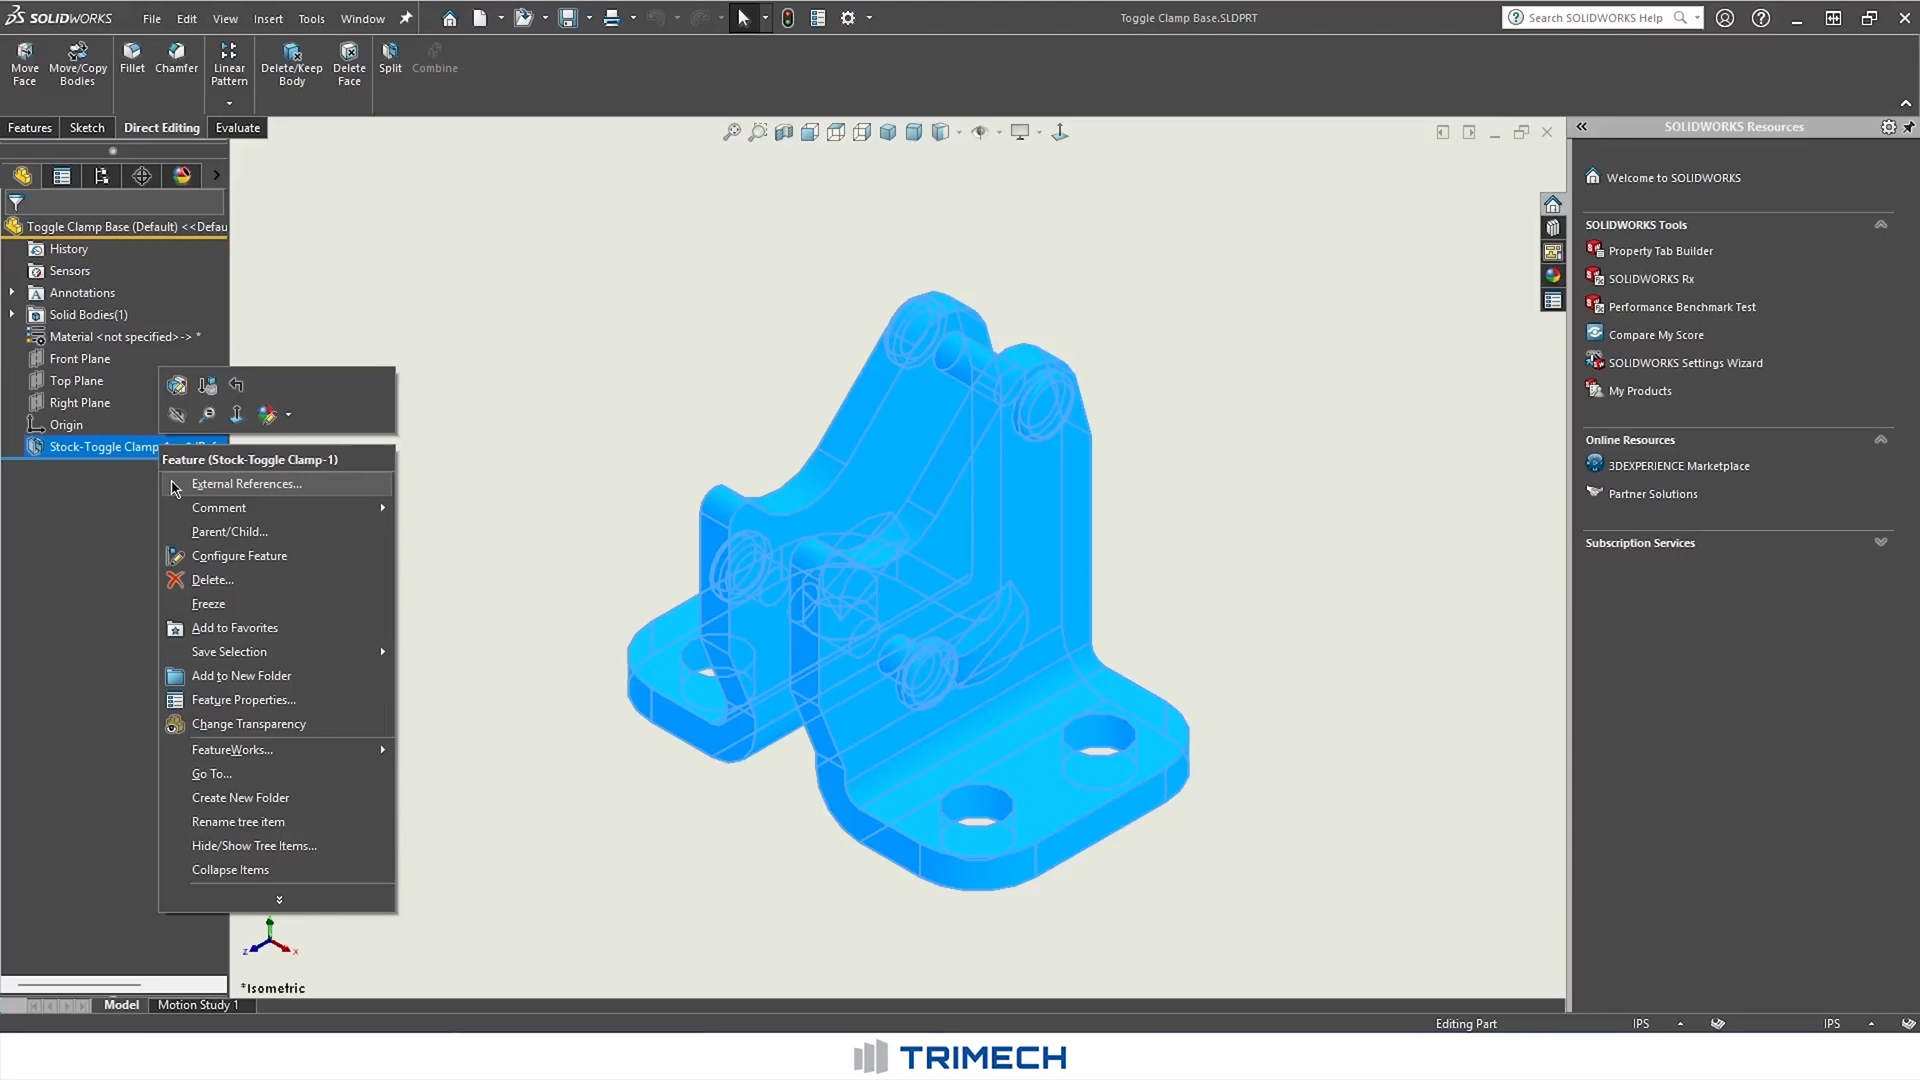 SOLIDWORKS
File Edit View Insert Tools Window
Toggle Clamp Base.SLDPRT
Search SOLIDWORKS Help
Move Face
Move/Copy Bodies
Fillet
Chamfer
Linear Pattern
Delete/Keep Body
Delete Face
Split
Combine
Features Sketch Direct Editing Evaluate
Toggle Clamp Base (Default) <<Defau
History
Sensors
Annotations
Solid Bodies(1)
Material <not specified>-> *
Front Plane
Top Plane
Right Plane
Origin
Stock-Toggle Clamp
Feature (Stock-Toggle Clamp-1)
External References...
Comment
Parent/Child...
Configure Feature
Delete...
Freeze
Add to Favorites
Save Selection
Add to New Folder
Feature Properties...
Change Transparency
FeatureWorks...
Go To...
Create New Folder
Rename tree item
Hide/Show Tree Items...
Collapse Items
z x
*Isometric
Model Motion Study 1
SOLIDWORKS Resources
Welcome to SOLIDWORKS
SOLIDWORKS Tools
Property Tab Builder
SOLIDWORKS Rx
Performance Benchmark Test
Compare My Score
SOLIDWORKS Settings Wizard
My Products
Online Resources
3DEXPERIENCE Marketplace
Partner Solutions
Subscription Services
Editing Part IPS IPS
TRIMECH